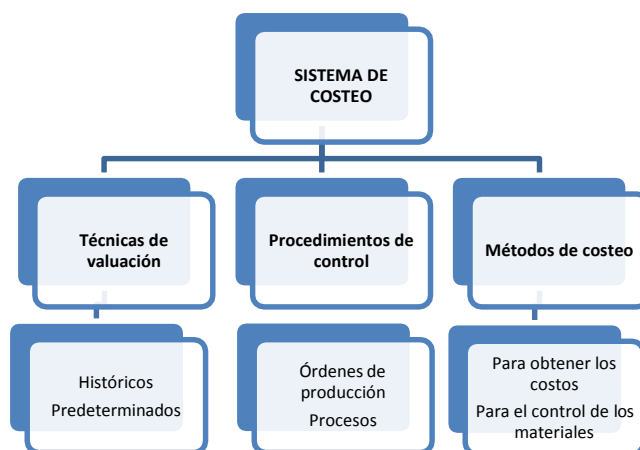 SISTEMA DE
COSTEO
Técnicas de
valuación
Procedimientos de
control
Métodos de costeo
Históricos
Predeterminados
Órdenes de
producción
Procesos
Para obtener los
costos
Para el control de los
materiales